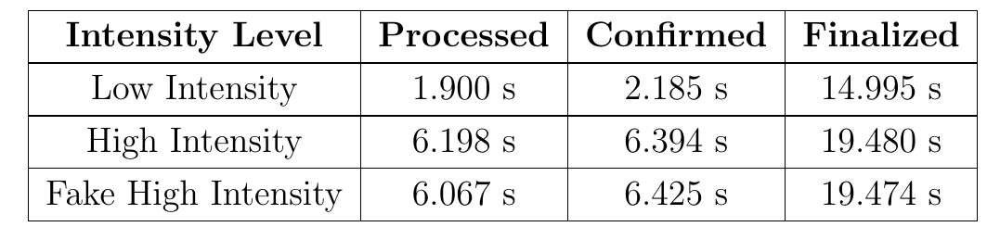 Intensity Level Processed Confirmed Finalized
Low Intensity 1.900 s 2.185 s 14.995 s
High Intensity 6.198 s 6.394 s 19.480 s
Fake High Intensity 6.067 s 6.425 s 19.474 s